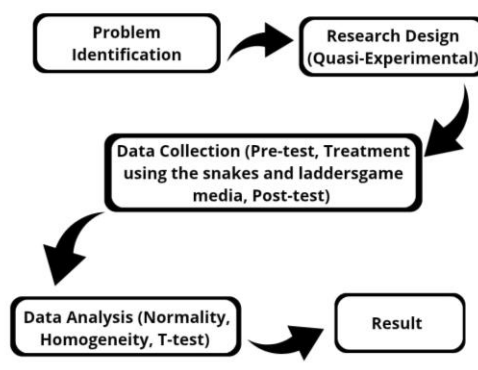 Problem
Identification
Research Design
(Quasi-Experimental)
Data Collection (Pre-test, Treatment
using the snakes and laddersgame
media, Post-test)
Data Analysis (Normality,
Homogeneity, T-test)
Result